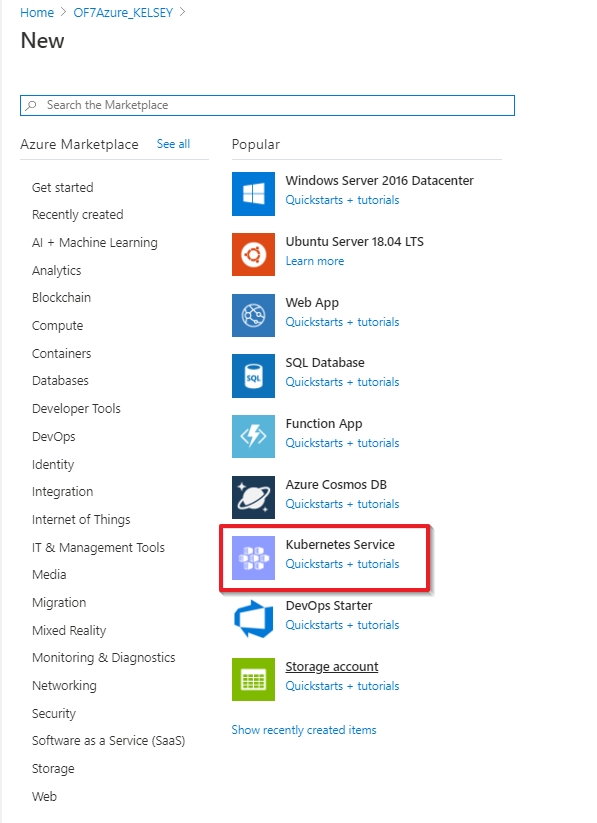 Home > OF7Azure_KELSEY >
New
Search the Marketplace
Azure Marketplace See all
Get started
Recently created
AI + Machine Learning
Analytics
Blockchain
Compute
Containers
Databases
Developer Tools
DevOps
Identity
Integration
Internet of Things
IT & Management Tools
Media
Migration
Mixed Reality
Monitoring & Diagnostics
Networking
Security
Software as a Service (SaaS)
Storage
Web
Popular
Windows Server 2016 Datacenter
Quickstarts + tutorials
Ubuntu Server 18.04 LTS
Learn more
Web App
Quickstarts + tutorials
SQL
SQL Database
Quickstarts + tutorials
Function App
Quickstarts + tutorials
Azure Cosmos DB
Quickstarts + tutorials
Kubernetes Service
Quickstarts + tutorials
DevOps Starter
Quickstarts + tutorials
Storage account
Quickstarts + tutorials
Show recently created items